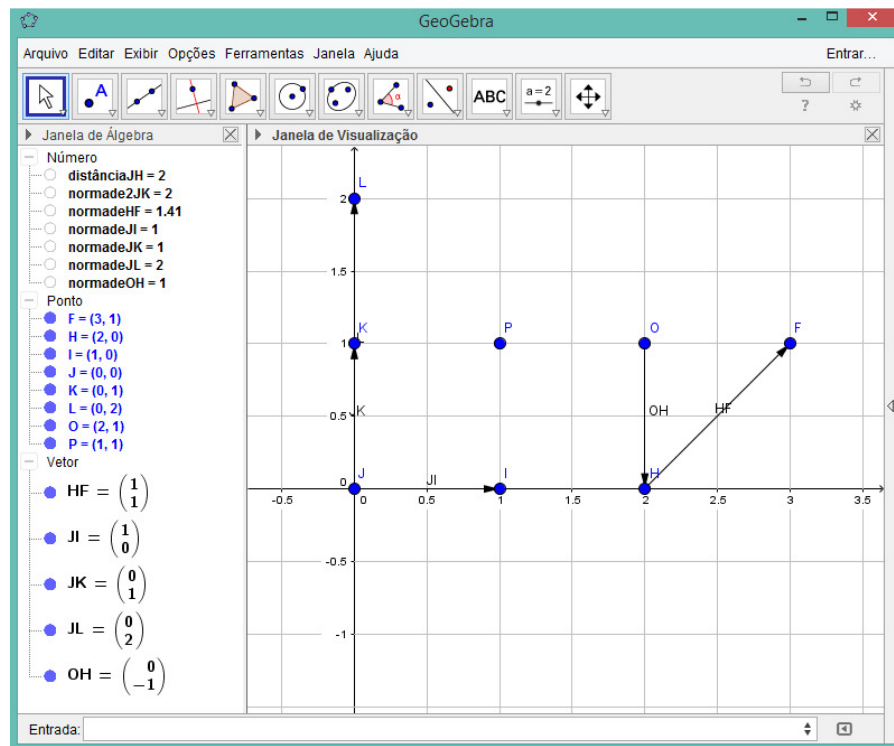 GeoGebra
Arquivo Editar Exibir Opções Ferramentas Janela Ajuda Entrar...
A α ABC a=2 ?
Janela de Álgebra
Janela de Visualização
Número
distânciaJH = 2
normade2JK = 2
normadeHF = 1.41
normadeJI = 1
normadeJK = 1
normadeJL = 2
normadeOH = 1
Ponto
F = (3, 1)
H = (2, 0)
I = (1, 0)
J = (0, 0)
K = (0, 1)
L = (0, 2)
O = (2, 1)
P = (1, 1)
Vetor
HF = (1
1)
JI = (1
0)
JK = (0
1)
JL = (0
2)
OH = (0
-1)
L
2
1.5
K P O F
1
0.5 K OH HF
J JI I H
0
-0.5 0 0.5 1 1.5 2 2.5 3 3.5
-0.5
-1
Entrada: